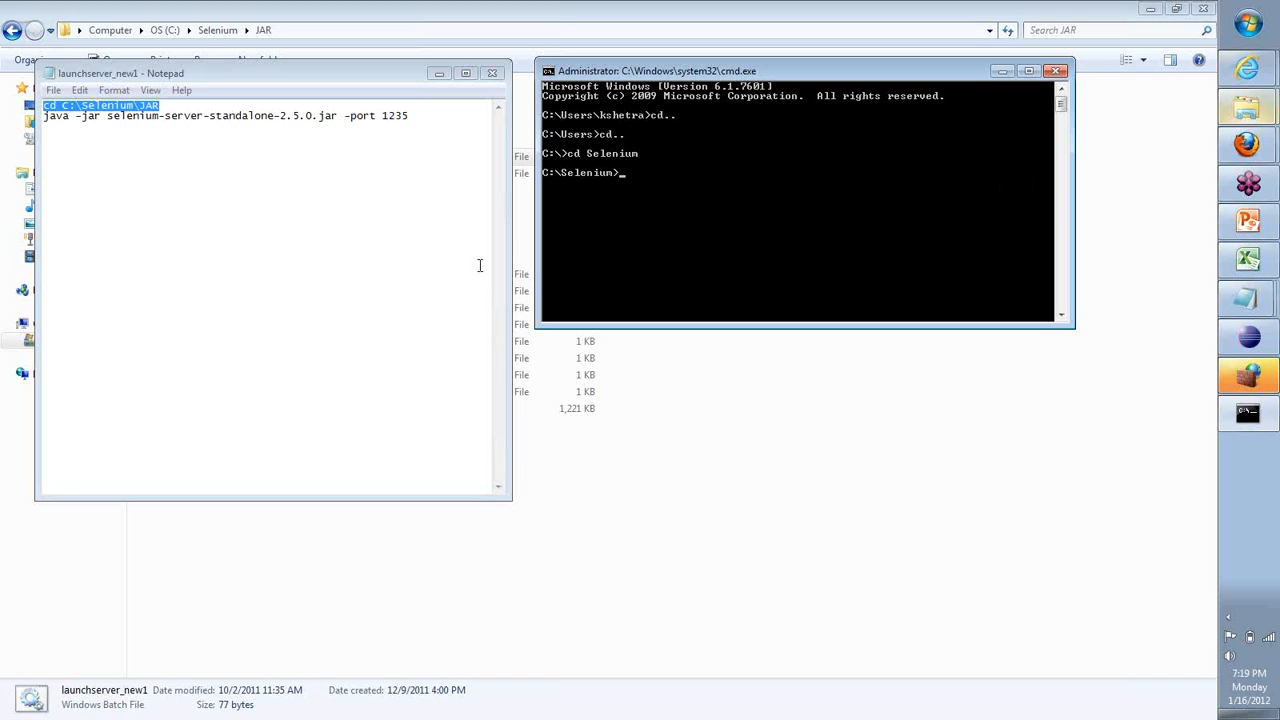 Computer OS (C:) Selenium JAR
Search JAR
launchserver_new1 - Notepad
File Edit Format View Help
cd C:\Selenium\JAR
java -jar selenium-server-standalone-2.5.0.jar -port 1235
Administrator: C:\Windows\system32\cmd.exe
Microsoft Windows [Version 6.1.7601]
Copyright (c) 2009 Microsoft Corporation. All rights reserved.
C:\Users\kshetra>cd..
C:\Users>cd..
C:\>cd Selenium
C:\Selenium>_
File
File
File
File
File
File
File 1 KB
File 1 KB
File 1 KB
File 1 KB
1,221 KB
launchserver_new1 Date modified: 10/2/2011 11:35 AM Date created: 12/9/2011 4:00 PM
Windows Batch File Size: 77 bytes
7:19 PM
Monday
1/16/2012